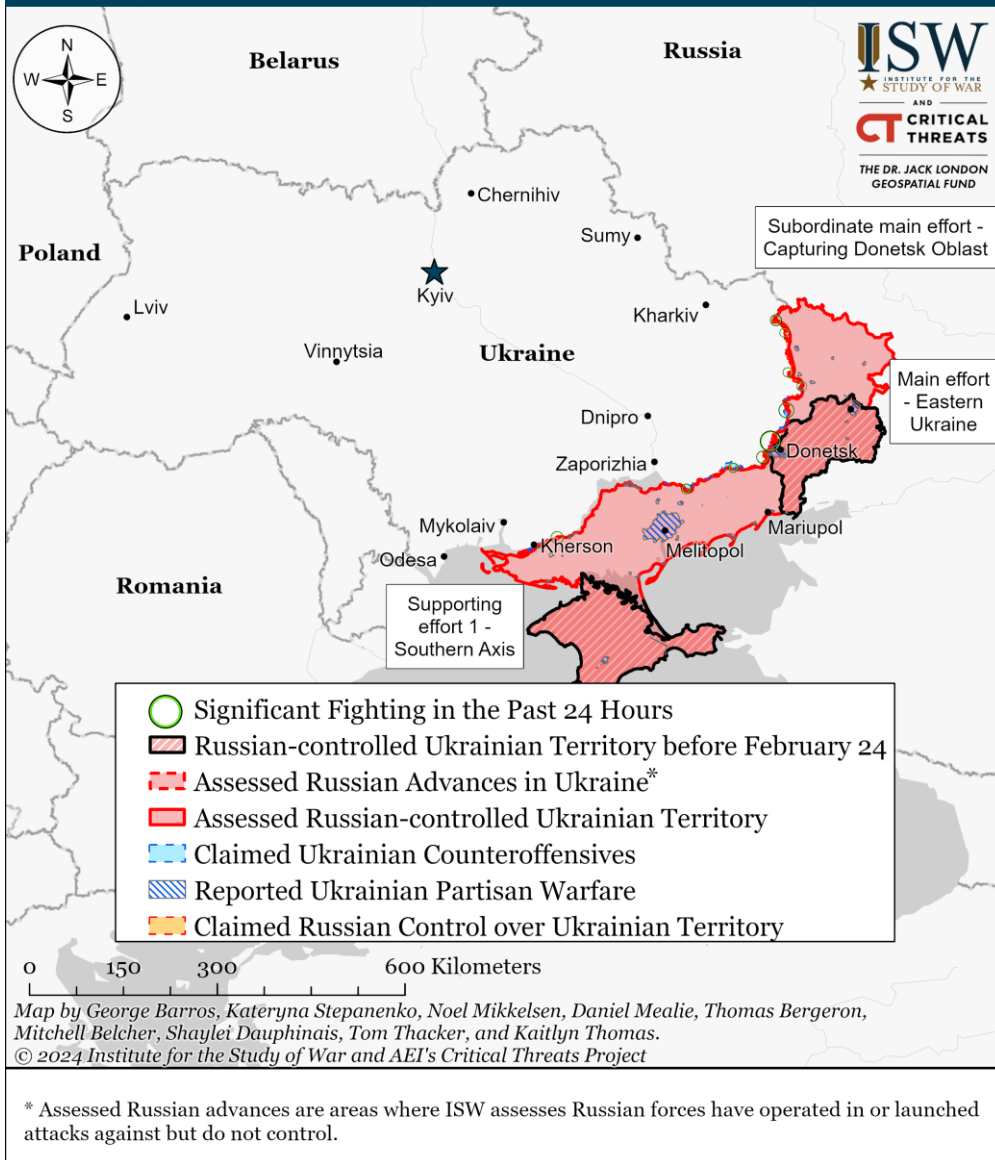 N
W
E
S
Belarus
Russia
ISW
INSTITUTE FOR THE
STUDY OF WAR
AND
CT CRITICAL
THREATS
THE DR. JACK LONDON
GEOSPATIAL FUND
Chernihiv
Sumy
Subordinate main effort -
Capturing Donetsk Oblast
Poland
Kyiv
Lviv
Kharkiv
Vinnytsia
Ukraine
Main effort
- Eastern
Ukraine
Dnipro
Donetsk
Zaporizhia
Mykolaiv
Mariupol
Kherson
Melitopol
Odesa
Romania
Supporting
effort 1 -
Southern Axis
Significant Fighting in the Past 24 Hours
Russian-controlled Ukrainian Territory before February 24
Assessed Russian Advances in Ukraine*
Assessed Russian-controlled Ukrainian Territory
Claimed Ukrainian Counteroffensives
Reported Ukrainian Partisan Warfare
Claimed Russian Control over Ukrainian Territory
0 150 300 600 Kilometers
Map by George Barros, Kateryna Stepanenko, Noel Mikkelsen, Daniel Mealie, Thomas Bergeron,
Mitchell Belcher, Shaylei Dauphinais, Tom Thacker, and Kaitlyn Thomas.
© 2024 Institute for the Study of War and AEI's Critical Threats Project
* Assessed Russian advances are areas where ISW assesses Russian forces have operated in or launched
attacks against but do not control.